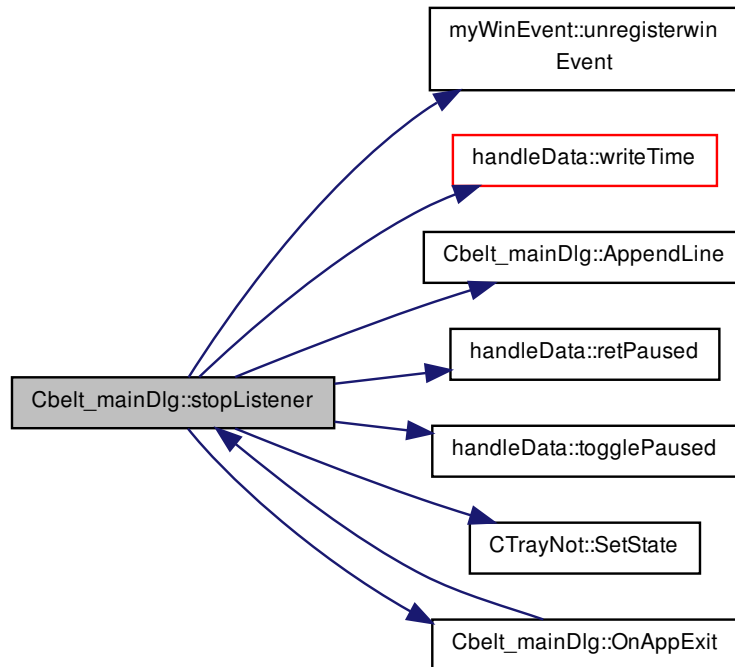 myWinEvent::unregisterwin
Event
handleData::writeTime
Cbelt_mainDlg::AppendLine
handleData::retPaused
Cbelt_mainDlg::stopListener
handleData::togglePaused
CTrayNot::SetState
Cbelt_mainDlg::OnAppExit